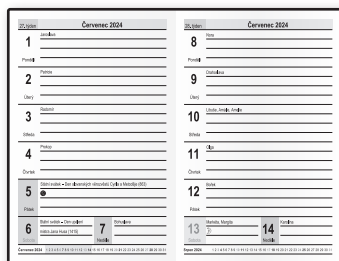 27. týden
Červenec 2024
1
Jaroslava
Pondělí
2
Patricie
Úterý
3
Radomír
Středa
4
Prokop
Čtvrtek
5
Státní svátek – Den slovanských věrozvěstů Cyrila a Metoděje (863)
Pátek
6
Státní svátek – Den upálení
mistra Jana Husa (1415)
Sobota
7
Bohuslava
Neděle
Červenec 2024
28. týden
Červenec 2024
8
Nora
Pondělí
9
Drahoslava
Úterý
10
Libuše, Amálie, Amalie
Středa
11
Olga
Čtvrtek
12
Bořek
Pátek
13
Markéta, Margita
Sobota
14
Karolína
Neděle
Srpen 2024